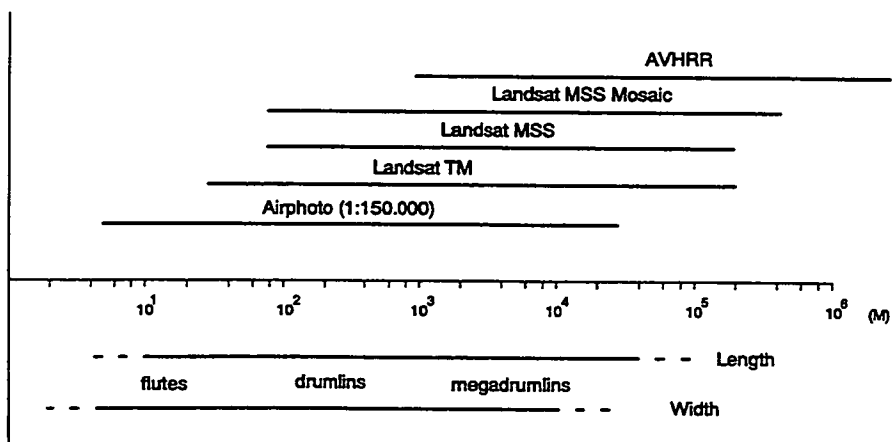 AVHRR
Landsat MSS Mosaic
Landsat MSS
Landsat TM
Airphoto (1:150.000)
10¹ 10² 10³ 10⁴ 10⁵ 10⁶ (M)
Length
flutes drumlins megadrumlins
Width